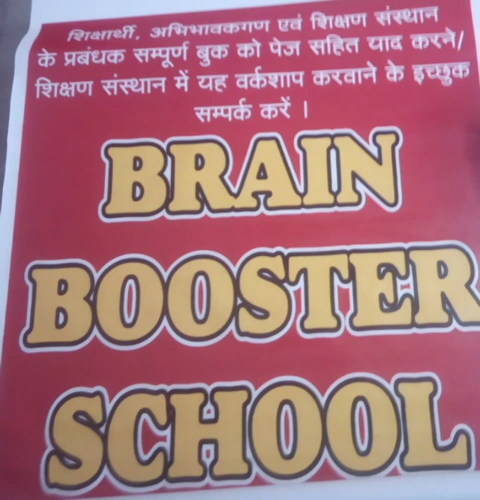 शिक्षार्थी, अभिभावकगण एवं शिक्षण संस्थान
के प्रबंधक सम्पूर्ण बुक को पेज सहित याद करने/
शिक्षण संस्थान में यह वर्कशाप करवाने के इच्छुक
सम्पर्क करें ।
BRAIN
BOOSTER
SCHOOL